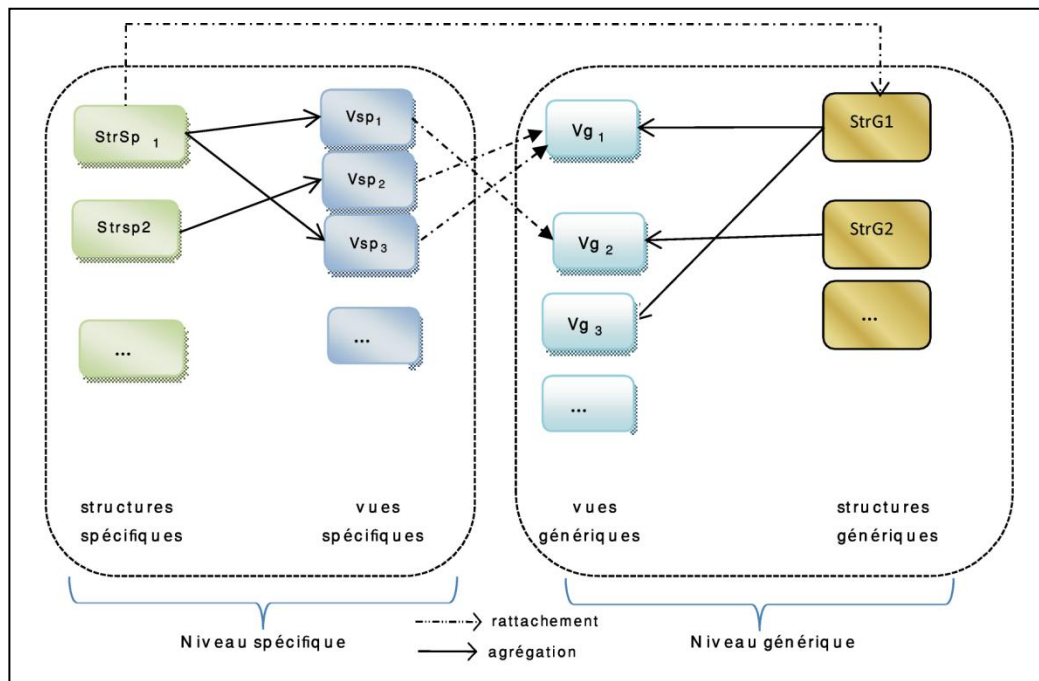 StrSp 1
Strsp2
...
Vsp1
Vsp2
Vsp3
...
Vg 1
Vg 2
Vg 3
...
StrG1
StrG2
...
structures
spécifiques
vues
spécifiques
vues
génériques
structures
génériques
Niveau spécifique
Niveau générique
rattachement
agrégation